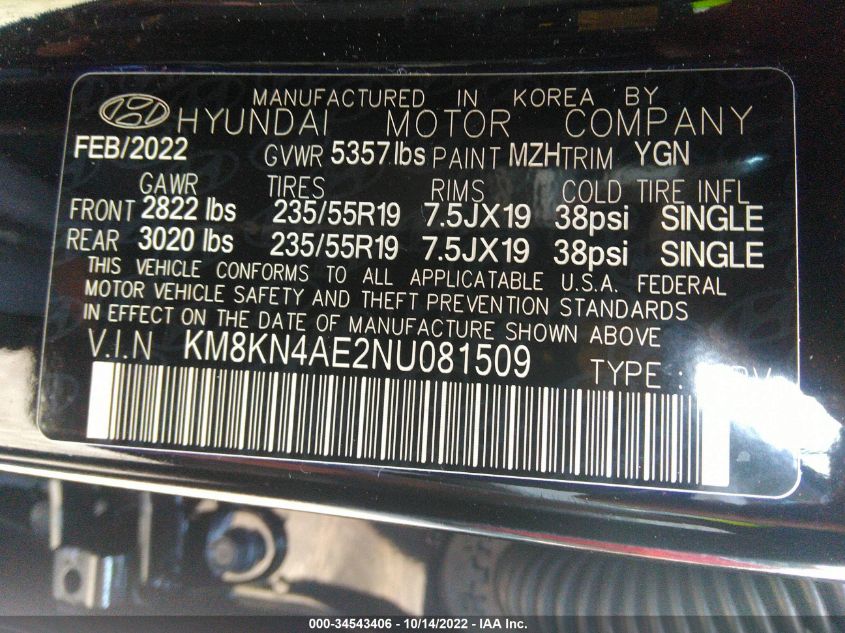 MANUFACTURED IN KOREA BY
HYUNDAI MOTOR COMPANY
FEB/2022 GVWR 5357 lbs PAINT MZH TRIM YGN
GAWR TIRES RIMS COLD TIRE INFL
FRONT 2822 lbs 235/55R19 7.5JX19 38psi SINGLE
REAR 3020 lbs 235/55R19 7.5JX19 38psi SINGLE
THIS VEHICLE CONFORMS TO ALL APPLICATABLE U.S.A. FEDERAL
MOTOR VEHICLE SAFETY AND THEFT PREVENTION STANDARDS
IN EFFECT ON THE DATE OF MANUFACTURE SHOWN ABOVE
V.I.N KM8KN4AE2NU081509 TYPE :
000-34543406 - 10/14/2022 - IAA Inc.